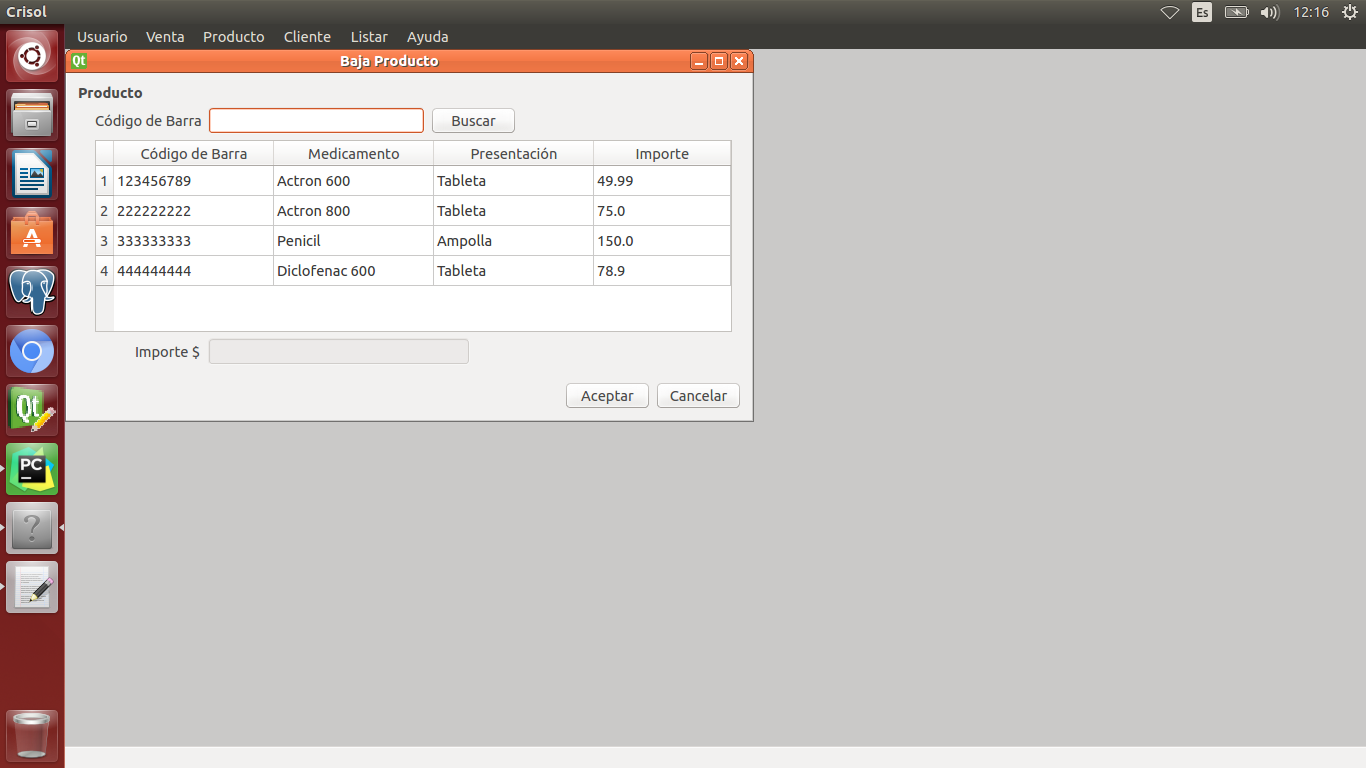 Crisol
Es
12:16
Usuario Venta Producto Cliente Listar Ayuda
Qt Baja Producto
Producto
Código de Barra Buscar
Código de Barra Medicamento Presentación Importe
1 123456789 Actron 600 Tableta 49.99
2 222222222 Actron 800 Tableta 75.0
3 333333333 Penicil Ampolla 150.0
4 444444444 Diclofenac 600 Tableta 78.9
Importe $
Aceptar Cancelar
A
Qt
PC
?